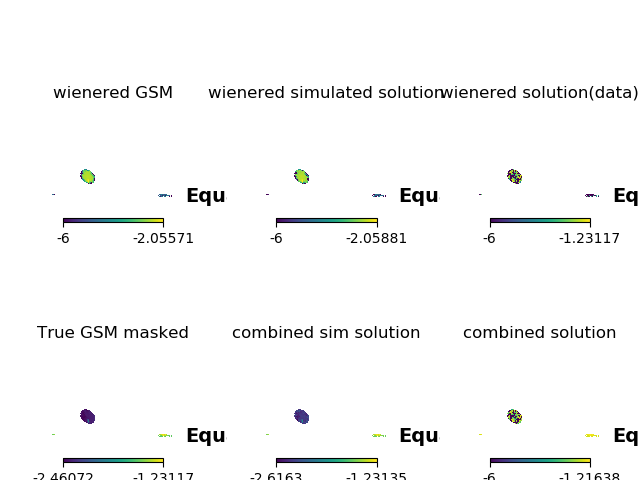 wienered GSM wienered simulated solution wienered solution(data)
Equ Equ Eq
-6 -2.05571 -6 -2.05881 -6 -1.23117
True GSM masked combined sim solution combined solution
Equ Equ Eq
-2.46072 -1.23117 -2.6163 -1.23135 -6 -1.21638